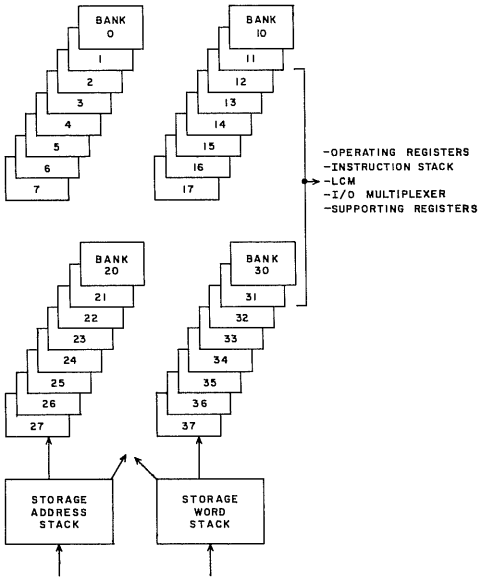 BANK
0
1
2
3
4
5
6
7
BANK
10
11
12
13
14
15
16
17
-OPERATING REGISTERS
-INSTRUCTION STACK
-LCM
-I/O MULTIPLEXER
-SUPPORTING REGISTERS
BANK
20
21
22
23
24
25
26
27
BANK
30
31
32
33
34
35
36
37
STORAGE
ADDRESS
STACK
STORAGE
WORD
STACK